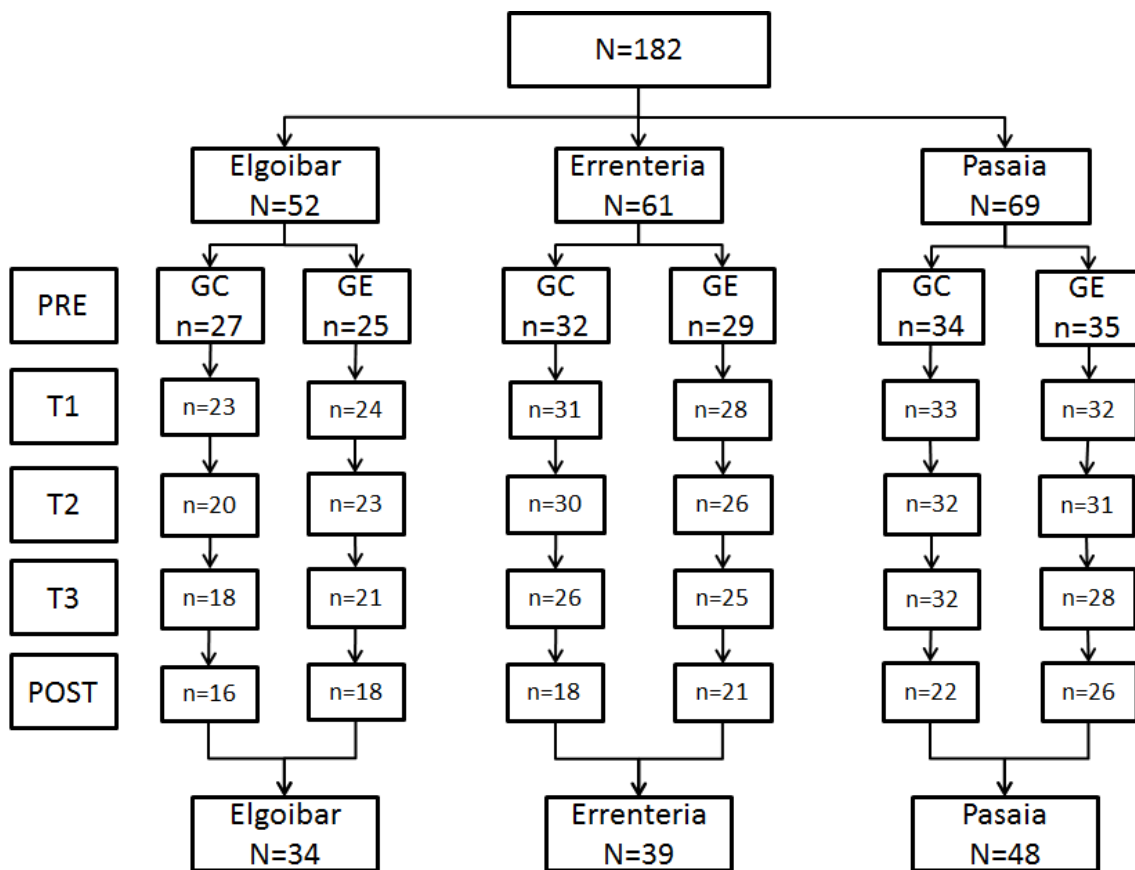 N=182
Elgoibar
N=52
Errenteria
N=61
Pasaia
N=69
PRE
GC
n=27
GE
n=25
GC
n=32
GE
n=29
GC
n=34
GE
n=35
T1
n=23
n=24
n=31
n=28
n=33
n=32
T2
n=20
n=23
n=30
n=26
n=32
n=31
T3
n=18
n=21
n=26
n=25
n=32
n=28
POST
n=16
n=18
n=18
n=21
n=22
n=26
Elgoibar
N=34
Errenteria
N=39
Pasaia
N=48